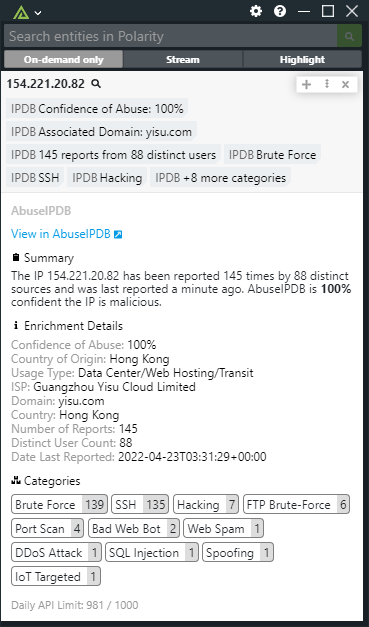 Search entities in Polarity
On-demand only Stream Highlight
154.221.20.82
IPDB Confidence of Abuse: 100%
IPDB Associated Domain: yisu.com
IPDB 145 reports from 88 distinct users IPDB Brute Force
IPDB SSH IPDB Hacking IPDB +8 more categories
AbuseIPDB
View in AbuseIPDB
Summary
The IP 154.221.20.82 has been reported 145 times by 88 distinct
sources and was last reported a minute ago. AbuseIPDB is 100%
confident the IP is malicious.
Enrichment Details
Confidence of Abuse: 100%
Country of Origin: Hong Kong
Usage Type: Data Center/Web Hosting/Transit
ISP: Guangzhou Yisu Cloud Limited
Domain: yisu.com
Country: Hong Kong
Number of Reports: 145
Distinct User Count: 88
Date Last Reported: 2022-04-23T03:31:29+00:00
Categories
Brute Force 139 SSH 135 Hacking 7 FTP Brute-Force 6
Port Scan 4 Bad Web Bot 2 Web Spam 1
DDoS Attack 1 SQL Injection 1 Spoofing 1
IoT Targeted 1
Daily API Limit: 981 / 1000